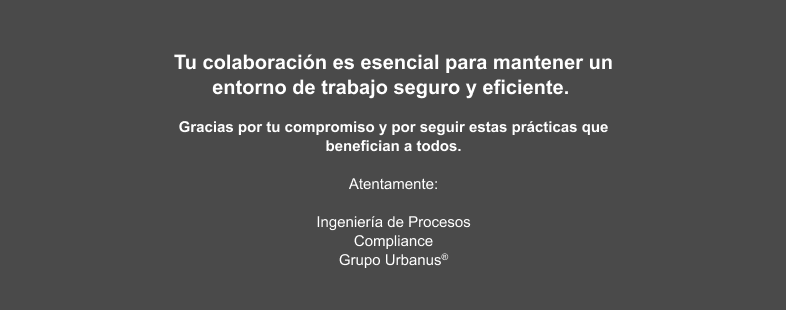 Tu colaboración es esencial para mantener un
entorno de trabajo seguro y eficiente.
Gracias por tu compromiso y por seguir estas prácticas que
benefician a todos.
Atentamente:
Ingeniería de Procesos
Compliance
Grupo Urbanus®